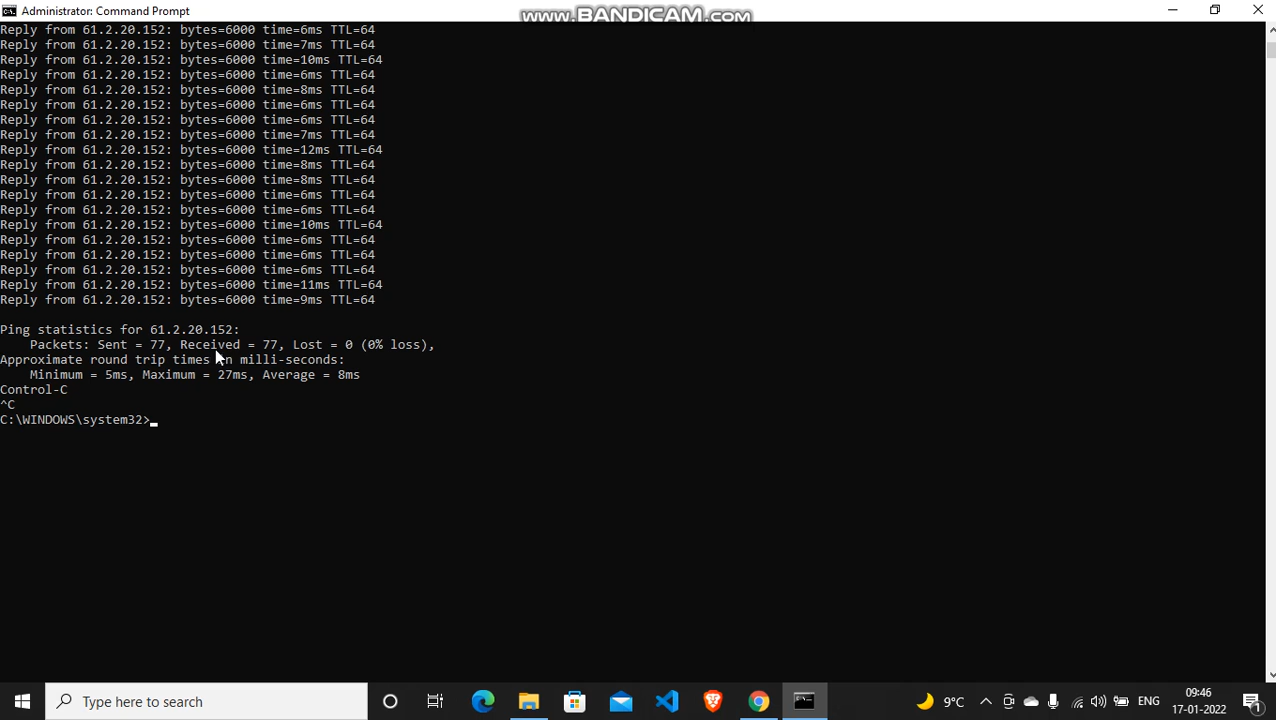 Administrator: Command Prompt
www.BANDICAM.com
Reply from 61.2.20.152: bytes=6000 time=6ms TTL=64
Reply from 61.2.20.152: bytes=6000 time=7ms TTL=64
Reply from 61.2.20.152: bytes=6000 time=10ms TTL=64
Reply from 61.2.20.152: bytes=6000 time=6ms TTL=64
Reply from 61.2.20.152: bytes=6000 time=8ms TTL=64
Reply from 61.2.20.152: bytes=6000 time=6ms TTL=64
Reply from 61.2.20.152: bytes=6000 time=6ms TTL=64
Reply from 61.2.20.152: bytes=6000 time=7ms TTL=64
Reply from 61.2.20.152: bytes=6000 time=12ms TTL=64
Reply from 61.2.20.152: bytes=6000 time=8ms TTL=64
Reply from 61.2.20.152: bytes=6000 time=8ms TTL=64
Reply from 61.2.20.152: bytes=6000 time=6ms TTL=64
Reply from 61.2.20.152: bytes=6000 time=6ms TTL=64
Reply from 61.2.20.152: bytes=6000 time=10ms TTL=64
Reply from 61.2.20.152: bytes=6000 time=6ms TTL=64
Reply from 61.2.20.152: bytes=6000 time=6ms TTL=64
Reply from 61.2.20.152: bytes=6000 time=6ms TTL=64
Reply from 61.2.20.152: bytes=6000 time=11ms TTL=64
Reply from 61.2.20.152: bytes=6000 time=9ms TTL=64
Ping statistics for 61.2.20.152:
Packets: Sent = 77, Received = 77, Lost = 0 (0% loss),
Approximate round trip times in milli-seconds:
Minimum = 5ms, Maximum = 27ms, Average = 8ms
Control-C
^C
C:\WINDOWS\system32>
Type here to search
9°C
ENG
09:46
17-01-2022
1